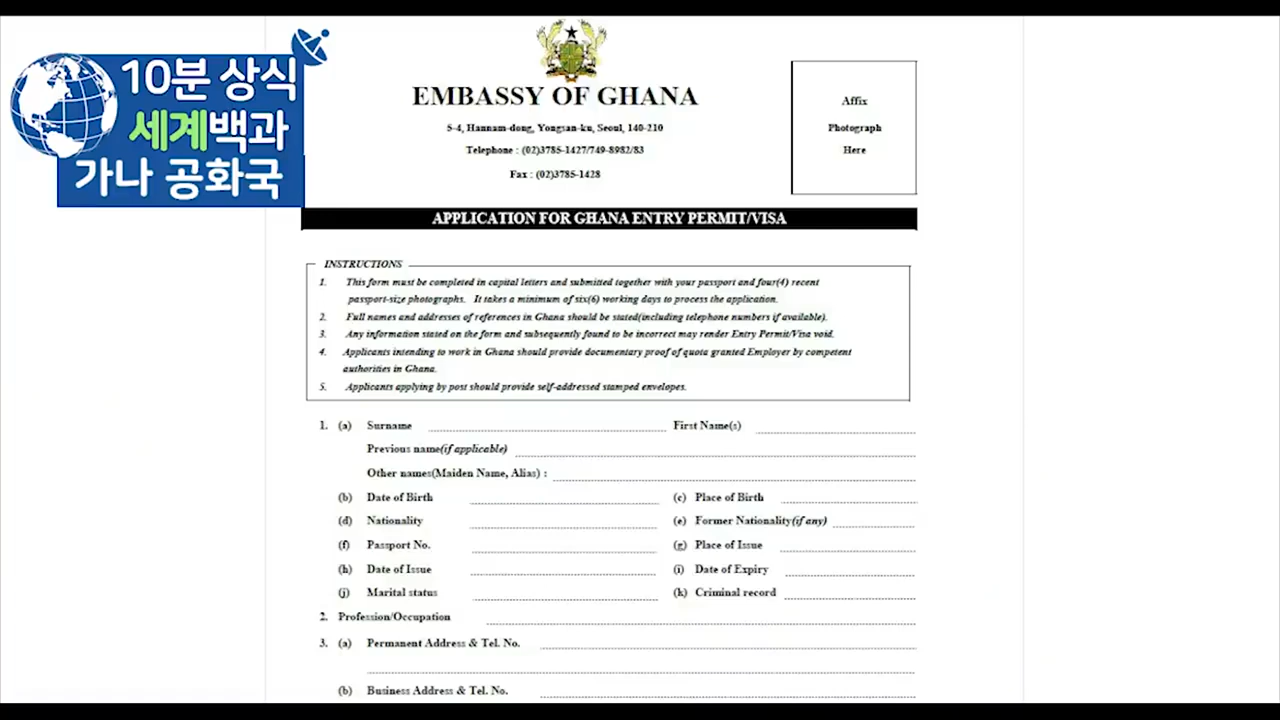 10분 상식
세계백과
가나 공화국
EMBASSY OF GHANA
5-4, Hannam-dong, Yongsan-ku, Seoul, 140-210
Telephone : (02)3785-1427/749-8982/83
Fax : (02)3785-1428
Affix
Photograph
Here
APPLICATION FOR GHANA ENTRY PERMIT/VISA
INSTRUCTIONS
1. This form must be completed in capital letters and submitted together with your passport and four(4) recent
passport-size photographs. It takes a minimum of six(6) working days to process the application.
2. Full names and addresses of references in Ghana should be stated(including telephone numbers if available).
3. Any information stated on the form and subsequently found to be incorrect may render Entry Permit/Visa void.
4. Applicants intending to work in Ghana should provide documentary proof of quota granted Employer by competent
authorities in Ghana.
5. Applicants applying by post should provide self-addressed stamped envelopes.
1. (a) Surname First Name(s)
Previous name(if applicable)
Other names(Maiden Name, Alias) :
(b) Date of Birth (c) Place of Birth
(d) Nationality (e) Former Nationality(if any)
(f) Passport No. (g) Place of Issue
(h) Date of Issue (i) Date of Expiry
(j) Marital status (k) Criminal record
2. Profession/Occupation
3. (a) Permanent Address & Tel. No.
(b) Business Address & Tel. No.